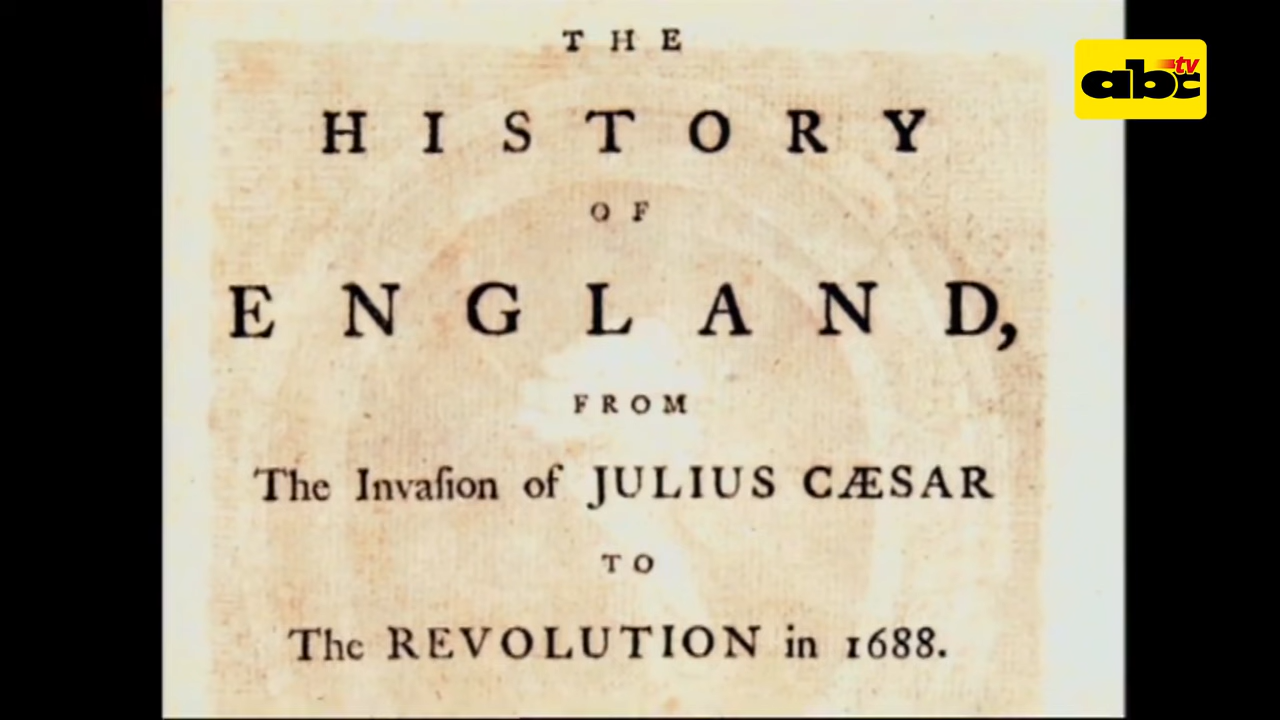 THE
HISTORY
OF
ENGLAND,
FROM
The Invaſion of JULIUS CÆSAR
TO
The REVOLUTION in 1688.
abc tv